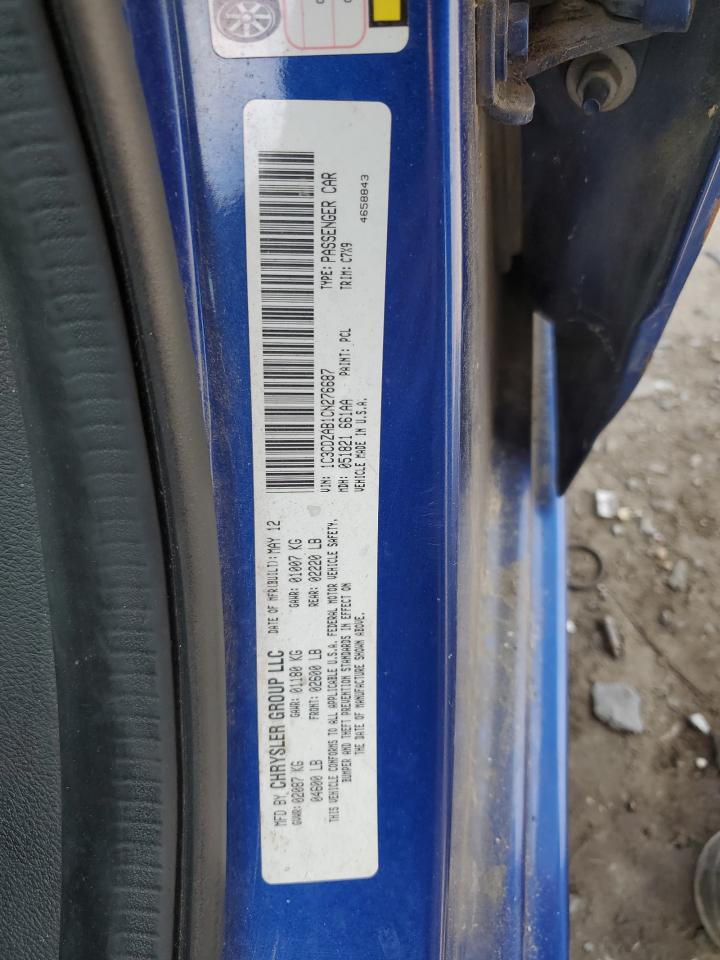 MFD BY CHRYSLER GROUP LLC DATE OF MFR(BUILT):MAY 12
GVWR:02087 KG GAWR:01180 KG GAWR:01007 KG
04600 LB FRONT:02600 LB REAR:02220 LB
THIS VEHICLE CONFORMS TO ALL APPLICABLE U.S.A. FEDERAL MOTOR VEHICLE SAFETY,
BUMPER AND THEFT PREVENTION STANDARDS IN EFFECT ON
THE DATE OF MANUFACTURE SHOWN ABOVE.
VIN: 1C3CDZAB1CN276687 TYPE: PASSENGER CAR
MDH: 051821 661AA PAINT: PCL TRIM: C7X9
VEHICLE MADE IN U.S.A. 4658843